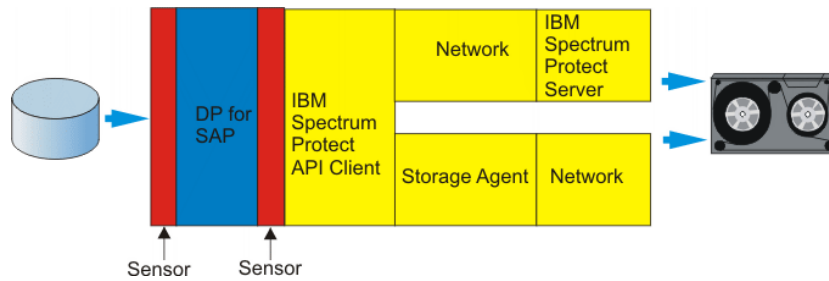 DP for
SAP
IBM
Spectrum
Protect
API Client
Network
IBM
Spectrum
Protect
Server
Storage Agent
Network
Sensor
Sensor